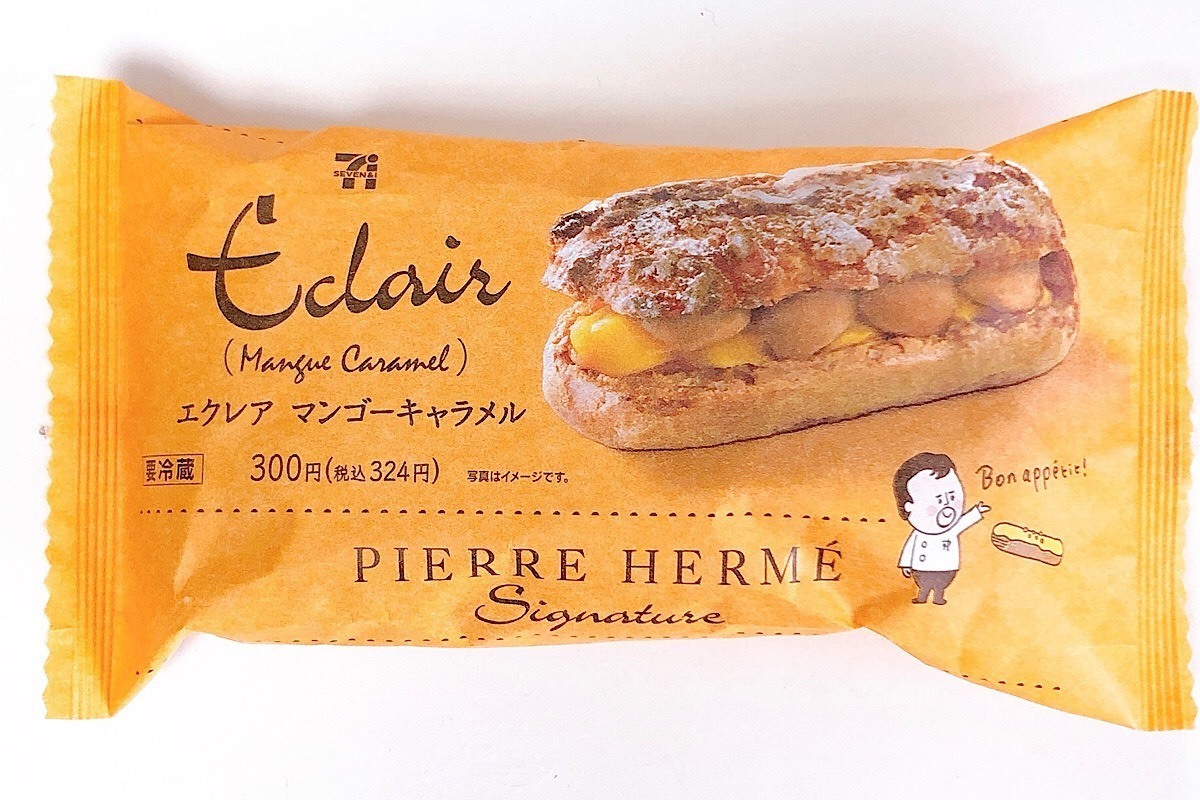 7i
SEVEN&i
Eclair
(Mangue Caramel)
エクレア マンゴーキャラメル
要冷蔵 300円(税込324円) 写真はイメージです。
Bon appétit!
PIERRE HERMÉ
Signature